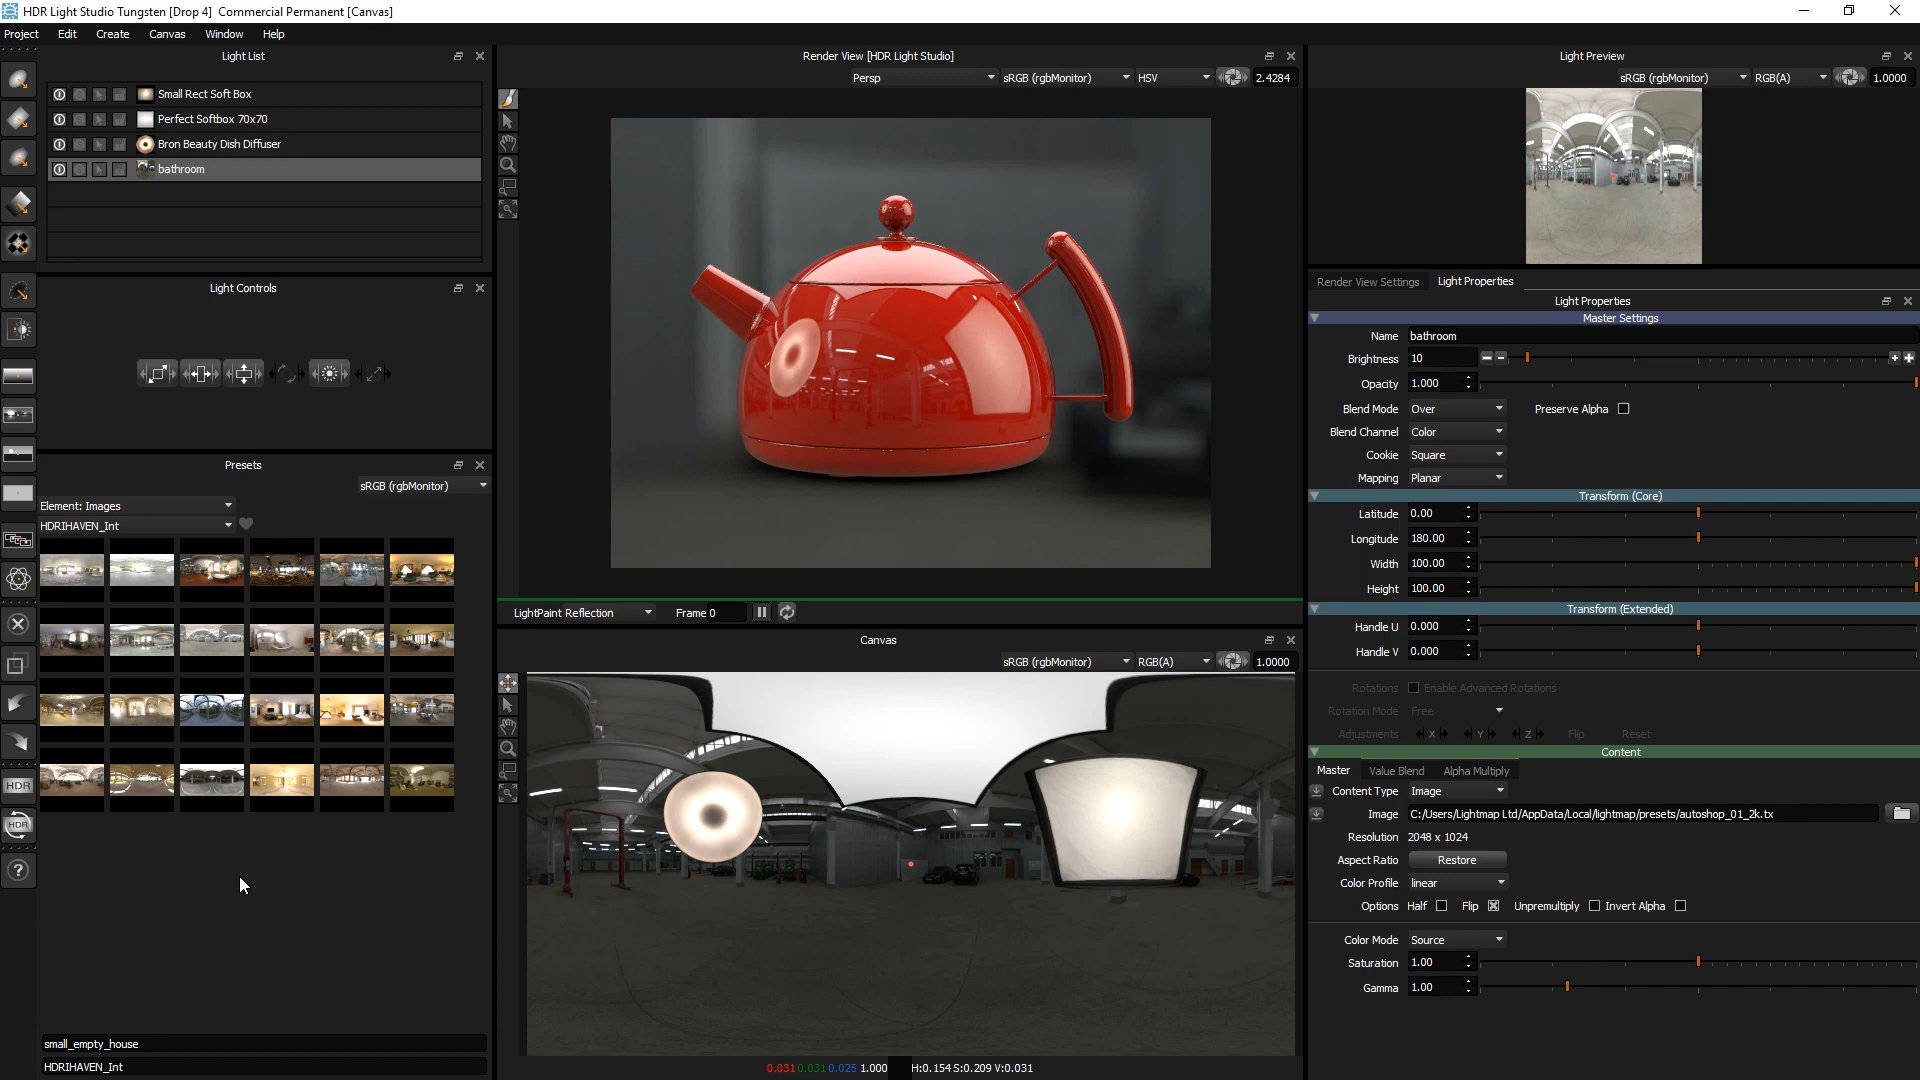 HDR Light Studio Tungsten [Drop 4]  Commercial Permanent [Canvas]
Project Edit Create Canvas Window Help
Light List
Small Rect Soft Box
Perfect Softbox 70x70
Bron Beauty Dish Diffuser
bathroom
Light Controls
Presets
sRGB (rgbMonitor)
Element: Images
HDRIHAVEN_Int
HDR
HDR
?
small_empty_house
HDRIHAVEN_Int
Render View [HDR Light Studio]
Persp sRGB (rgbMonitor) HSV 2.4284
LightPaint Reflection Frame 0
Canvas
sRGB (rgbMonitor) RGB(A) 1.0000
0.031 0.031 0.025 1.000 H:0.154 S:0.209 V:0.031
Light Preview
sRGB (rgbMonitor) RGB(A) 1.0000
Render View Settings Light Properties
Light Properties
Master Settings
Name bathroom
Brightness 10
Opacity 1.000
Blend Mode Over Preserve Alpha
Blend Channel Color
Cookie Square
Mapping Planar
Transform (Core)
Latitude 0.00
Longitude 180.00
Width 100.00
Height 100.00
Transform (Extended)
Handle U 0.000
Handle V 0.000
Rotations Enable Advanced Rotations
Rotation Mode Free
Adjustments X Y Z Flip Reset
Content
Master Value Blend Alpha Multiply
Content Type Image
Image C:/Users/Lightmap Ltd/AppData/Local/lightmap/presets/autoshop_01_2k.tx
Resolution 2048 x 1024
Aspect Ratio Restore
Color Profile linear
Options Half Flip Unpremultiply Invert Alpha
Color Mode Source
Saturation 1.00
Gamma 1.00